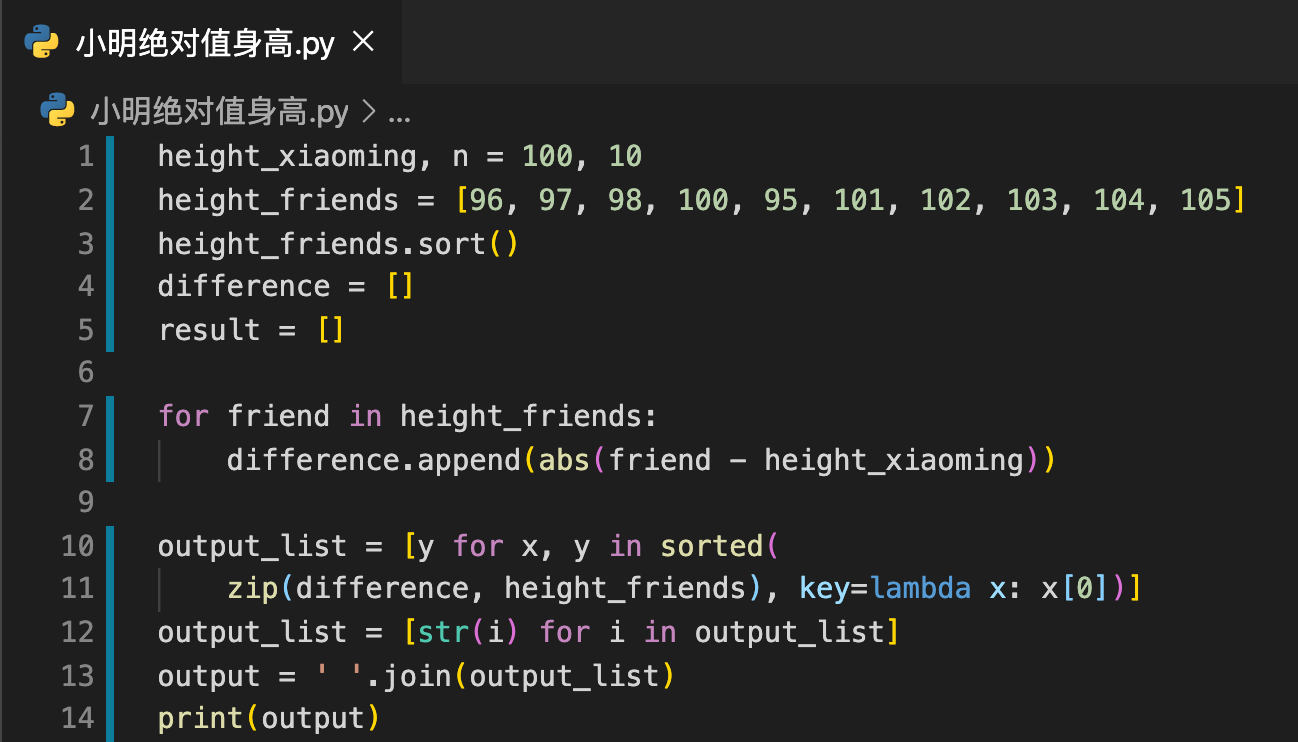 小明绝对值身高.py ×
小明绝对值身高.py > ...
1 height_xiaoming, n = 100, 10
2 height_friends = [96, 97, 98, 100, 95, 101, 102, 103, 104, 105]
3 height_friends.sort()
4 difference = []
5 result = []
6
7 for friend in height_friends:
8     difference.append(abs(friend - height_xiaoming))
9
10 output_list = [y for x, y in sorted(
11     zip(difference, height_friends), key=lambda x: x[0])]
12 output_list = [str(i) for i in output_list]
13 output = ' '.join(output_list)
14 print(output)